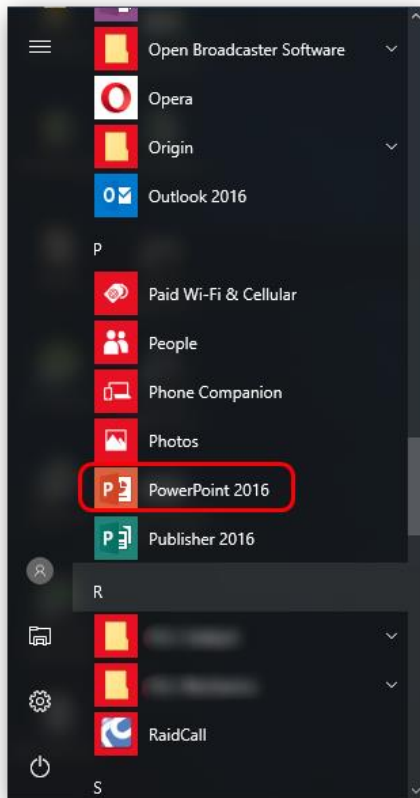 Open Broadcaster Software
Opera
Origin
Outlook 2016
P
Paid Wi-Fi & Cellular
People
Phone Companion
Photos
PowerPoint 2016
Publisher 2016
R
RaidCall
S